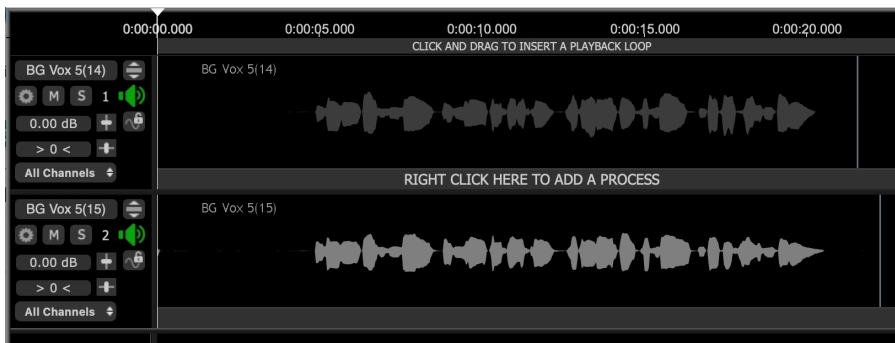 0:00:00.000 0:00:05.000 0:00:10.000 0:00:15.000 0:00:20.000
CLICK AND DRAG TO INSERT A PLAYBACK LOOP
BG Vox 5(14) BG Vox 5(14)
M S 1
0.00 dB
> 0 <
All Channels
RIGHT CLICK HERE TO ADD A PROCESS
BG Vox 5(15) BG Vox 5(15)
M S 2
0.00 dB
> 0 <
All Channels